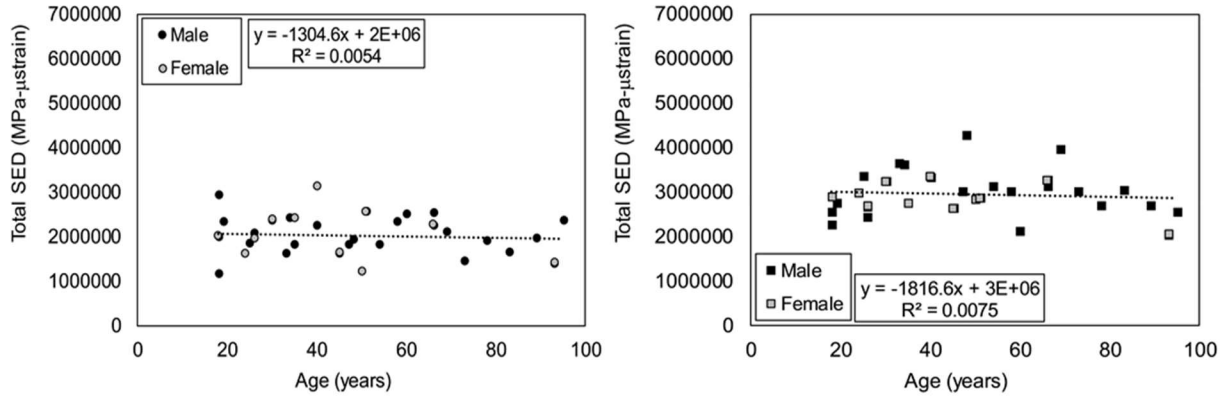 Total SED (MPa-μstrain)
7000000
6000000
5000000
4000000
3000000
2000000
1000000
0
Male
Female
y = -1304.6x + 2E+06
R² = 0.0054
0 20 40 60 80 100
Age (years)
Total SED (MPa-μstrain)
7000000
6000000
5000000
4000000
3000000
2000000
1000000
0
Male
Female
y = -1816.6x + 3E+06
R² = 0.0075
0 20 40 60 80 100
Age (years)